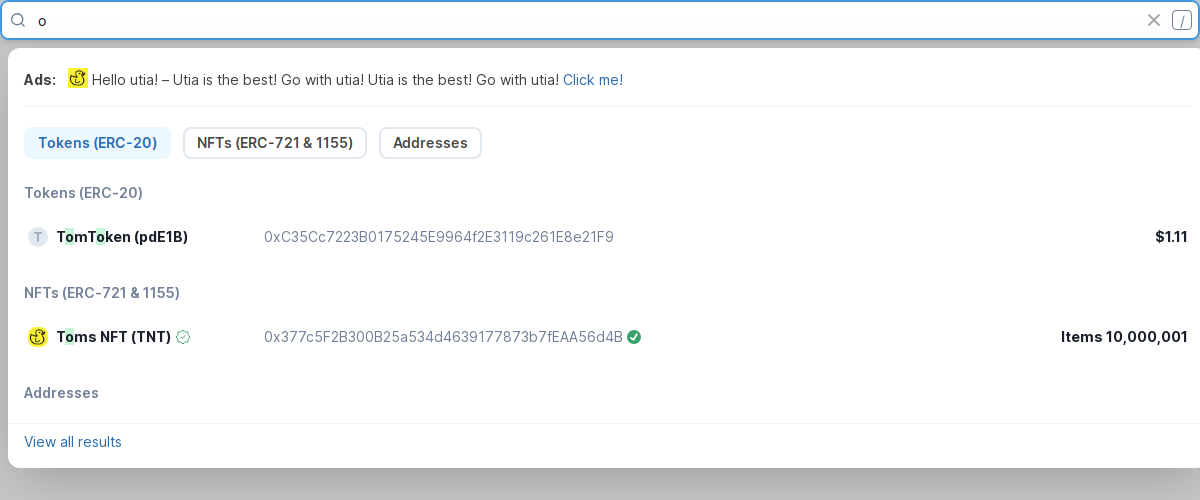 o
/
Ads: Hello utia! – Utia is the best! Go with utia! Utia is the best! Go with utia! Click me!
Tokens (ERC-20) NFTs (ERC-721 & 1155) Addresses
Tokens (ERC-20)
T TomToken (pdE1B) 0xC35Cc7223B0175245E9964f2E3119c261E8e21F9 $1.11
NFTs (ERC-721 & 1155)
Toms NFT (TNT) 0x377c5F2B300B25a534d4639177873b7fEAA56d4B Items 10,000,001
Addresses
View all results